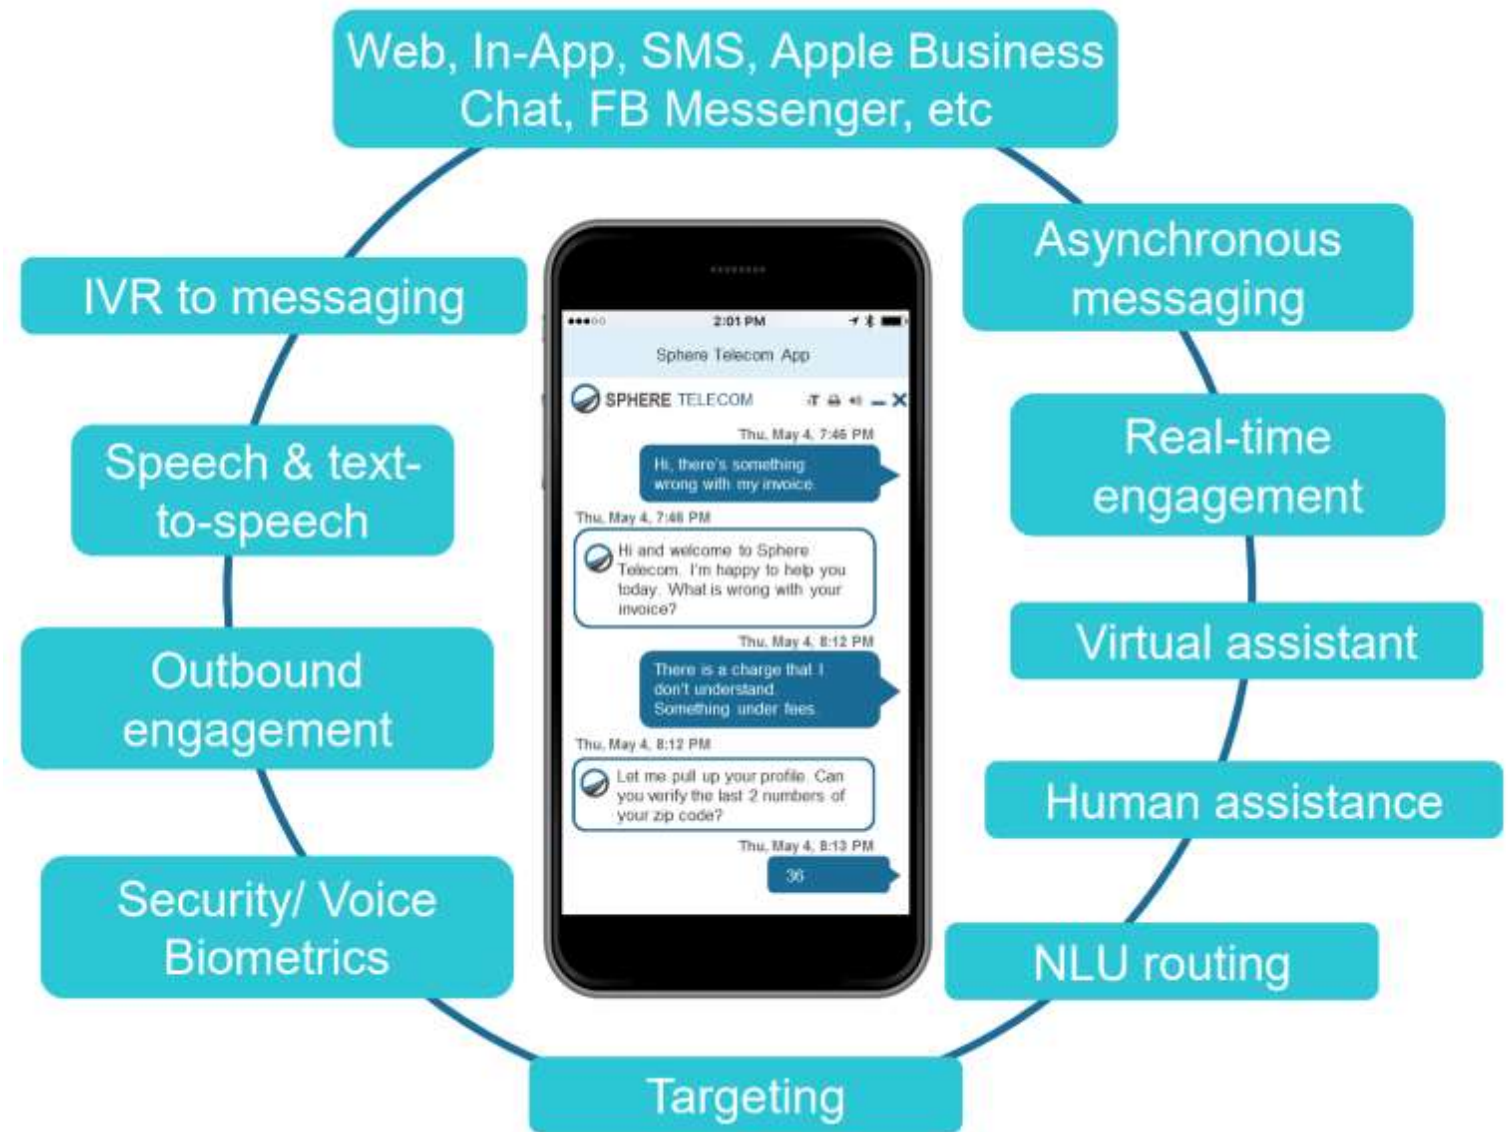 Web, In-App, SMS, Apple Business
Chat, FB Messenger, etc
Asynchronous
messaging
Real-time
engagement
Virtual assistant
Human assistance
NLU routing
Targeting
Security/ Voice
Biometrics
Outbound
engagement
Speech & text-
to-speech
IVR to messaging
2:01 PM
Sphere Telecom App
SPHERE TELECOM
Thu, May 4, 7:46 PM
Hi, there's something
wrong with my invoice.
Thu, May 4, 7:46 PM
Hi and welcome to Sphere
Telecom. I'm happy to help you
today. What is wrong with your
invoice?
Thu, May 4, 8:12 PM
There is a charge that I
don't understand.
Something under fees.
Thu, May 4, 8:12 PM
Let me pull up your profile. Can
you verify the last 2 numbers of
your zip code?
Thu, May 4, 8:13 PM
36